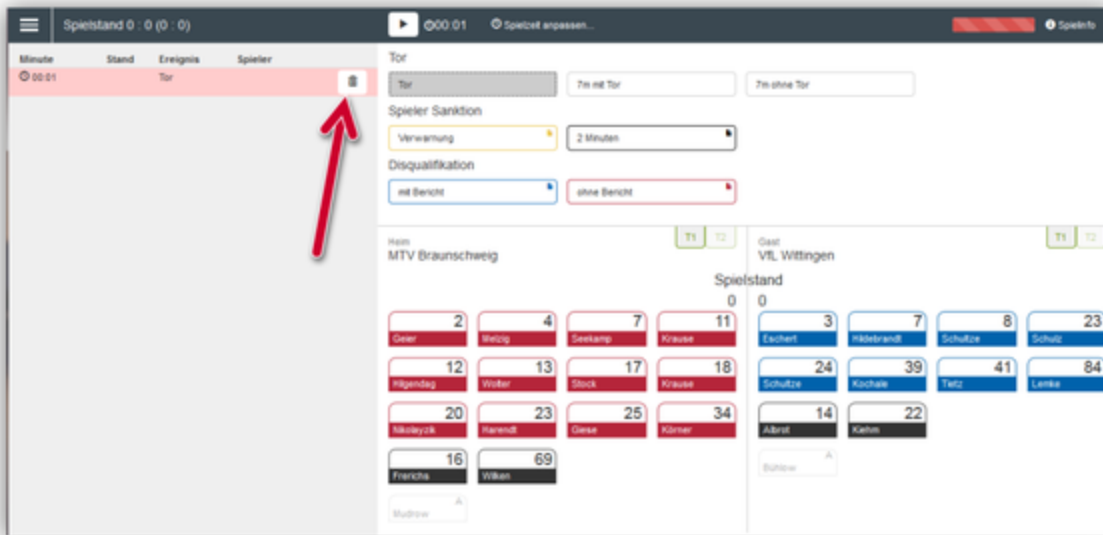 Spielstand 0 : 0 (0 : 0)
00:01 Spielzeit anpassen...
Spielinfo
Minute Stand Ereignis Spieler
00:01 Tor
Tor
Tor 7m mit Tor 7m ohne Tor
Spieler Sanktion
Verwarnung 2 Minuten
Disqualifikation
mit Bericht ohne Bericht
Heim T1 T2
MTV Braunschweig
Gast T1 T2
VfL Wittingen
Spielstand
0 0
2 4 7 11 3 7 8 23
Geier Melzig Seekamp Krause Eschert Hildebrandt Schultze Schulz
12 13 17 18 24 39 41 84
Hilgendag Wolter Stock Krause Schultze Kochale Tietz Lemke
20 23 25 34 14 22
Nikolayzik Harendt Giese Körner Albrot Kiehm
16 69 A
Frerichs Wilken Bühlow
A
Mudrow